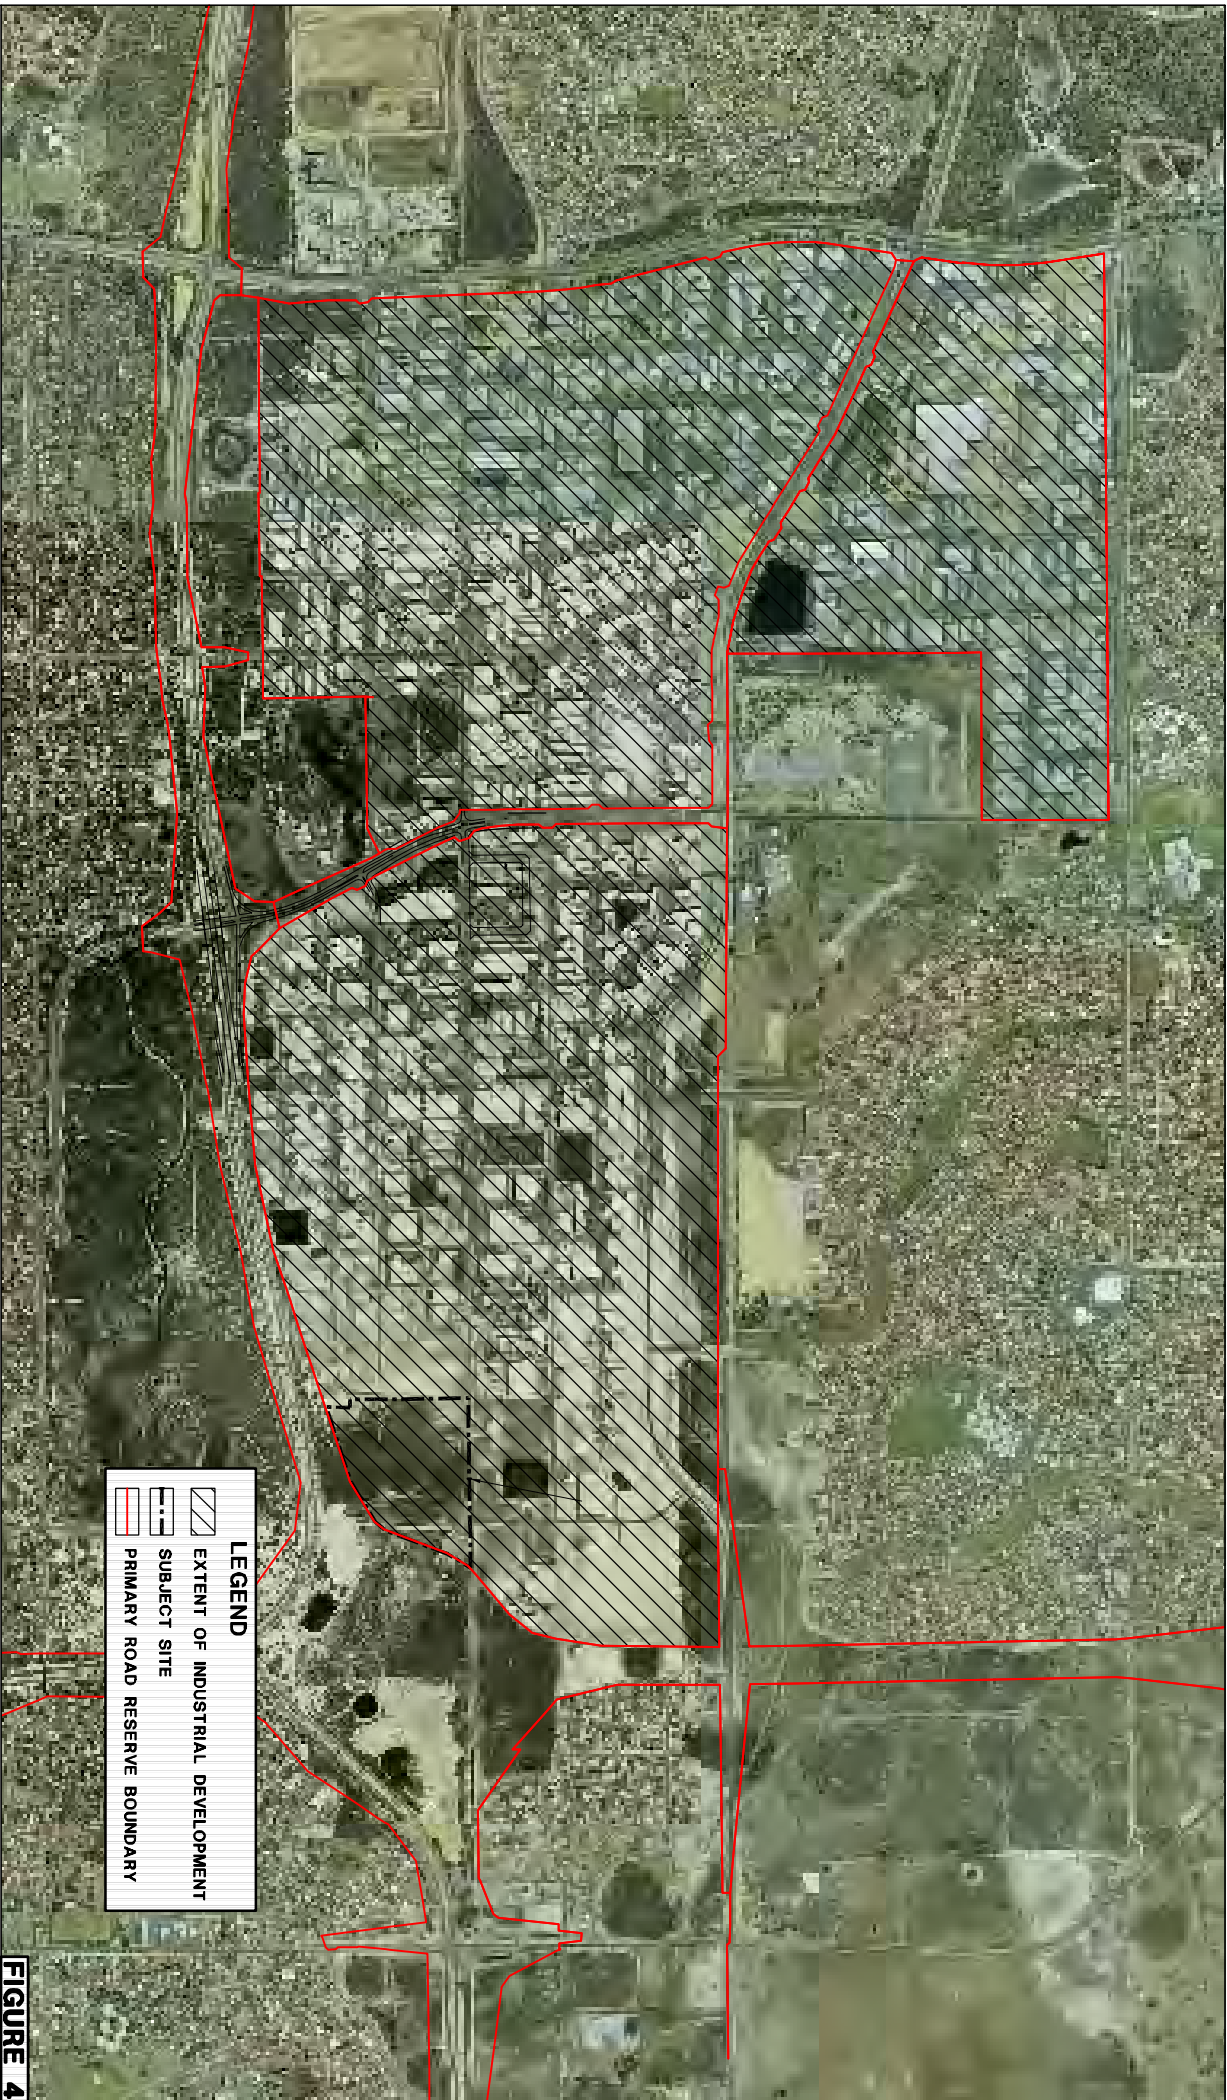 LEGEND
EXTENT OF INDUSTRIAL DEVELOPMENT
SUBJECT SITE
PRIMARY ROAD RESERVE BOUNDARY
FIGURE 4